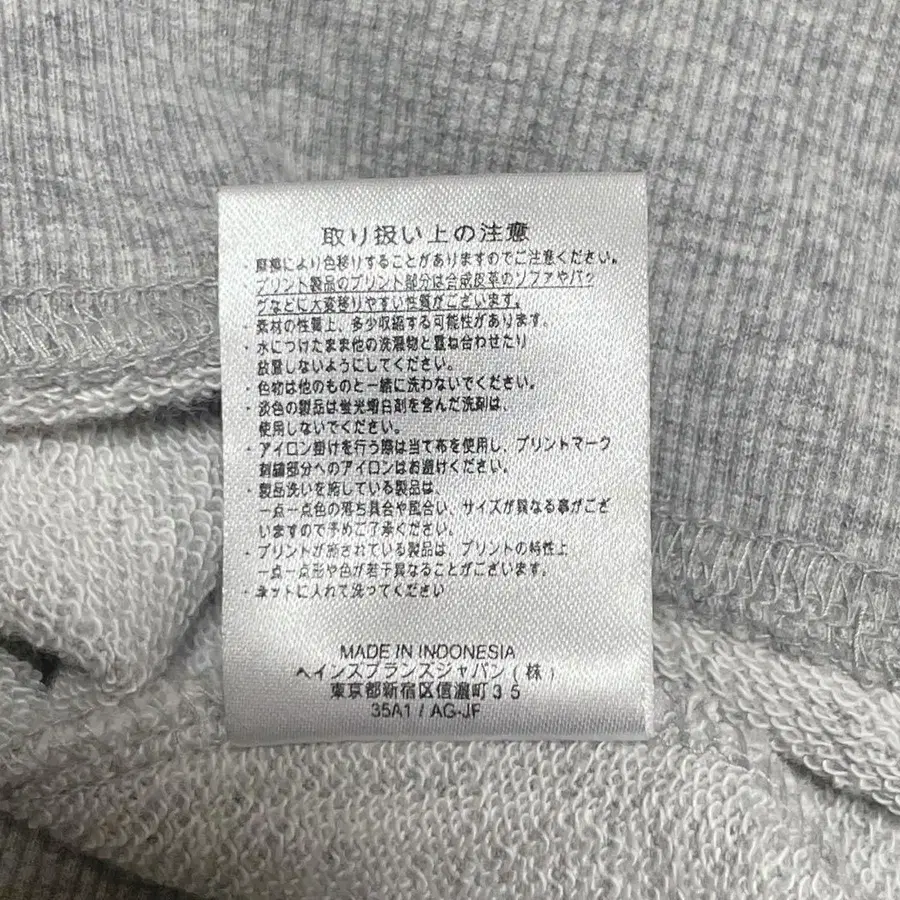 取り扱い上の注意
・摩擦により色移りすることがありますのでご注意ください。
・プリント製品のプリント部分は合成皮革のソファやバッ
グなどに大変移りやすい性質がございます。
・素材の性質上、多少収縮する可能性があります。
・水につけたまま他の洗濯物と重ね合わせたり
放置しないようにしてください。
・色物は他のものと一緒に洗わないでください。
・淡色の製品は蛍光増白剤を含んだ洗剤は、
使用しないでください。
・アイロン掛けを行う際は当て布を使用し、プリントマーク
刺繍部分へのアイロンはお避けください。
・製品洗いを施している製品は、
一点一点色の落ち具合や風合い、サイズが異なる事がござ
いますので予めご了承ください。
・プリントが施されている製品は、プリントの特性上
一点一点形や色が若干異なることがございます。
・ネットに入れて洗ってください
MADE IN INDONESIA
ヘインズブランズジャパン(株)
東京都新宿区信濃町35
35A1 / AG-JF